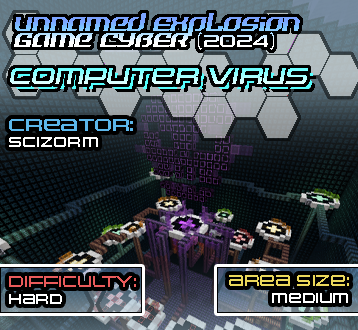 UNNAMED EXPLOSION
GAME CYBER (2024)
COMPUTER VIRUS
CREATOR:
SCIZORM
DIFFICULTY:
HARD
AREA SIZE:
MEDIUM